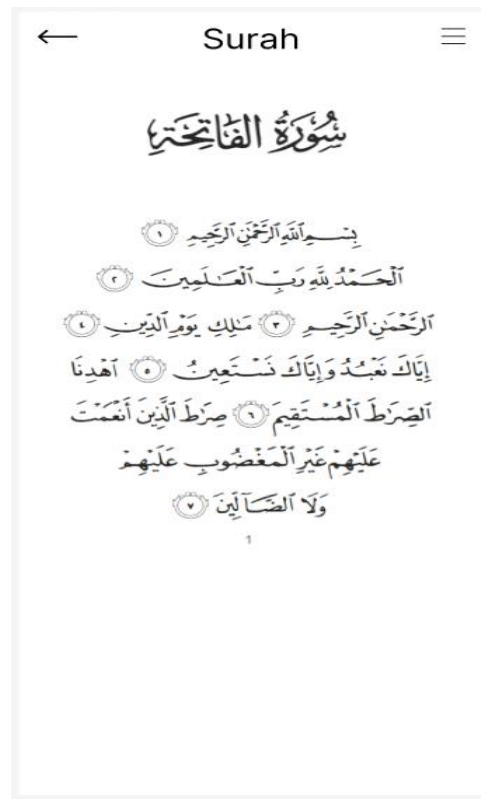 Surah
سُورَةُ الفَاتِحَةِ
بِسْمِ ٱللَّهِ ٱلرَّحْمَٰنِ ٱلرَّحِيمِ ١
ٱلْحَمْدُ لِلَّهِ رَبِّ ٱلْعَٰلَمِينَ ٢
ٱلرَّحْمَٰنِ ٱلرَّحِيمِ ٣ مَٰلِكِ يَوْمِ ٱلدِّينِ ٤
إِيَّاكَ نَعْبُدُ وَإِيَّاكَ نَسْتَعِينُ ٥ ٱهْدِنَا
ٱلصِّرَٰطَ ٱلْمُسْتَقِيمَ ٦ صِرَٰطَ ٱلَّذِينَ أَنْعَمْتَ
عَلَيْهِمْ غَيْرِ ٱلْمَغْضُوبِ عَلَيْهِمْ
وَلَا ٱلضَّآلِّينَ ٧
1